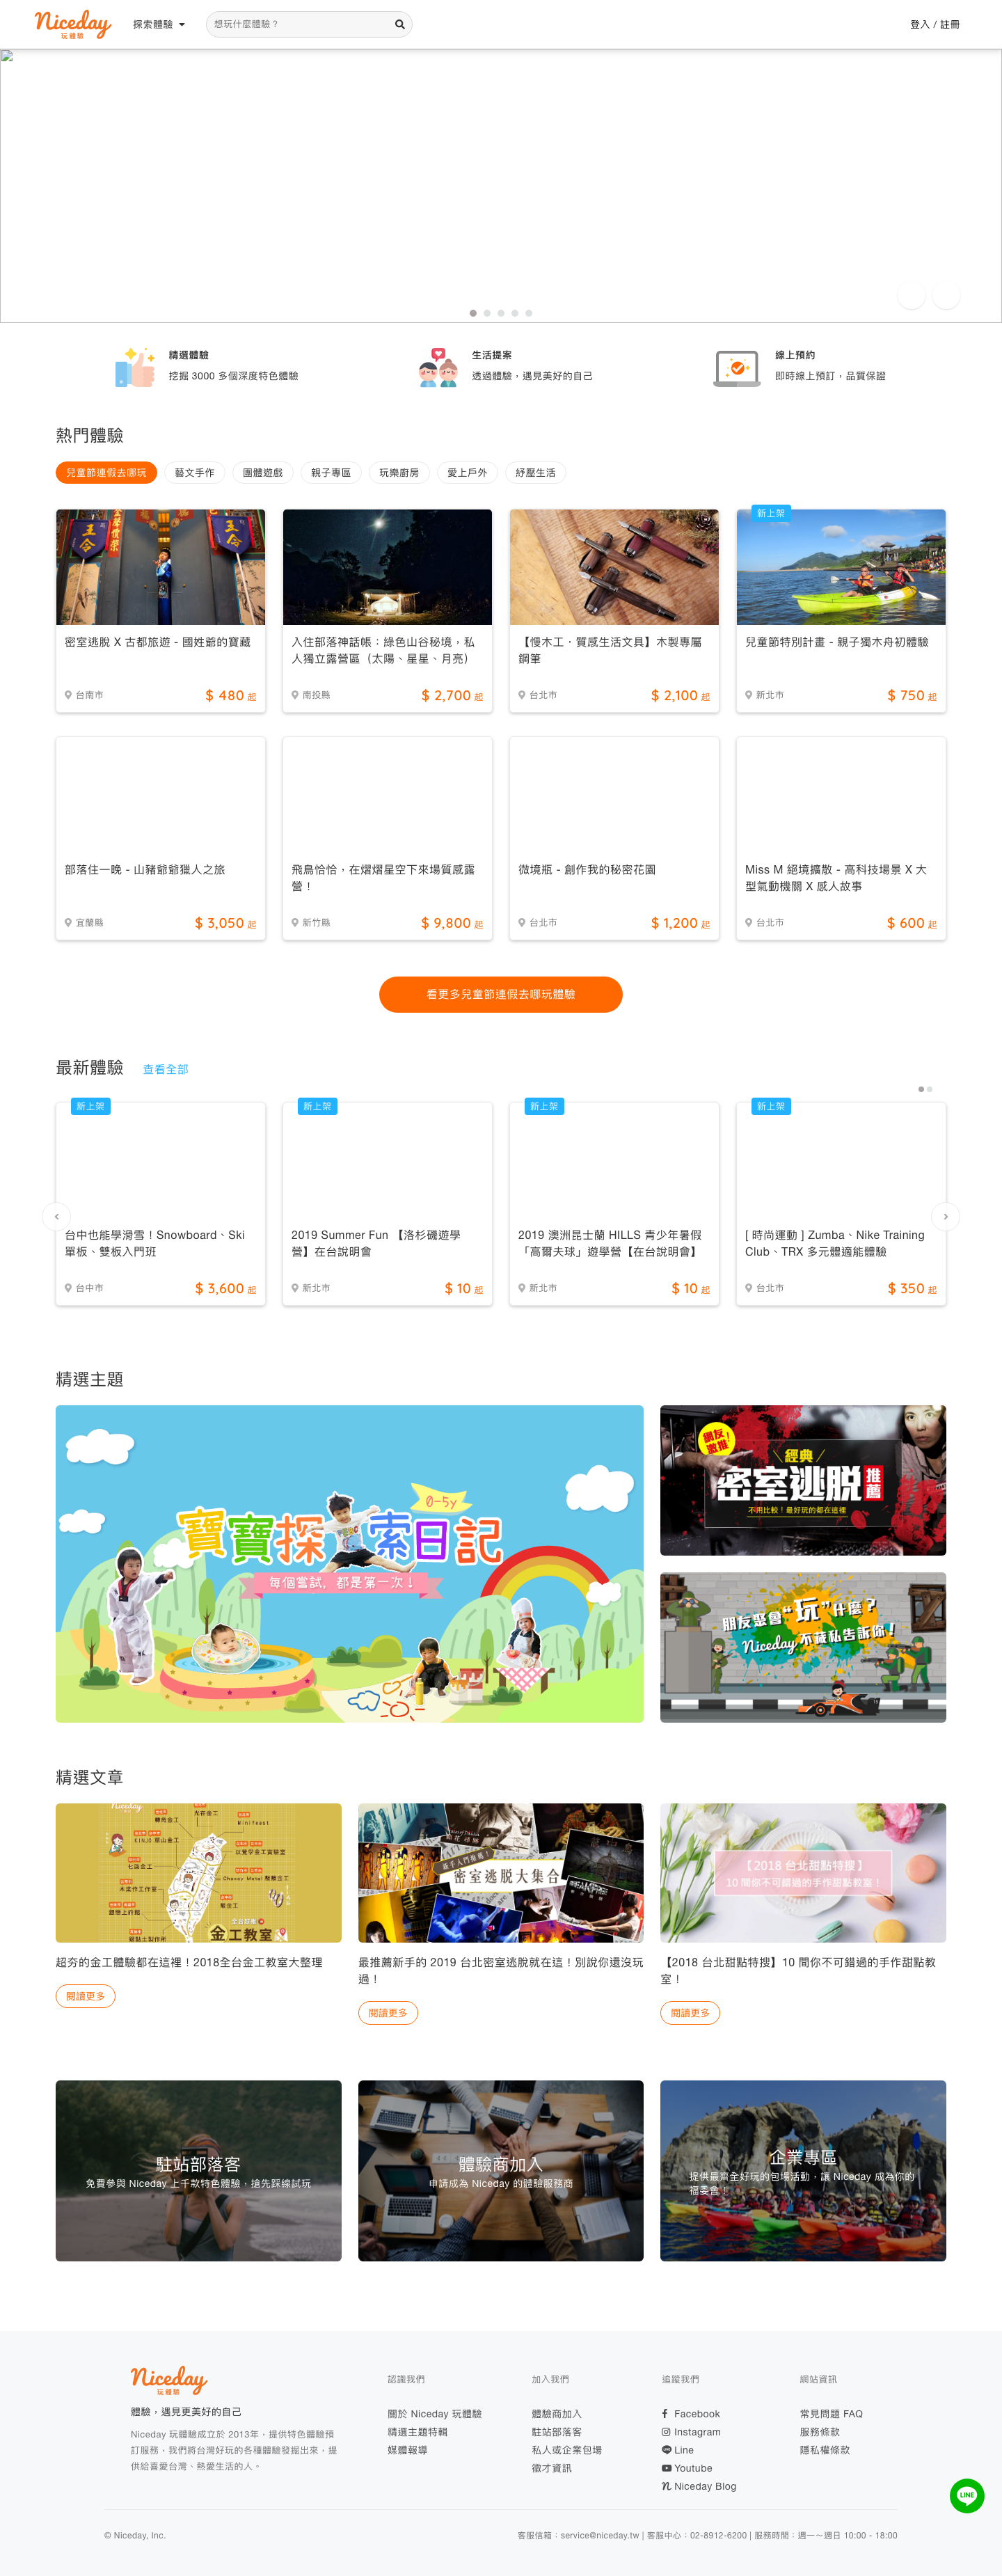 Niceday
玩體驗
探索體驗
想玩什麼體驗？
登入 / 註冊
精選體驗
挖掘 3000 多個深度特色體驗
生活提案
透過體驗，遇見美好的自己
線上預約
即時線上預訂，品質保證
熱門體驗
兒童節連假去哪玩
藝文手作
團體遊戲
親子專區
玩樂廚房
愛上戶外
紓壓生活
新上架
密室逃脫 X 古都旅遊 - 國姓爺的寶藏
台南市
$ 480 起
入住部落神話帳：綠色山谷秘境，私
人獨立露營區（太陽、星星、月亮）
南投縣
$ 2,700 起
【慢木工．質感生活文具】木製專屬
鋼筆
台北市
$ 2,100 起
兒童節特別計畫 - 親子獨木舟初體驗
新北市
$ 750 起
部落住一晚 - 山豬爺爺獵人之旅
宜蘭縣
$ 3,050 起
飛鳥恰恰，在熠熠星空下來場質感露
營！
新竹縣
$ 9,800 起
微境瓶 - 創作我的秘密花園
台北市
$ 1,200 起
Miss M 絕境擴散 - 高科技場景 X 大
型氣動機關 X 感人故事
台北市
$ 600 起
看更多兒童節連假去哪玩體驗
最新體驗
查看全部
新上架
台中也能學滑雪！Snowboard、Ski
單板、雙板入門班
台中市
$ 3,600 起
新上架
2019 Summer Fun 【洛杉磯遊學
營】在台說明會
新北市
$ 10 起
新上架
2019 澳洲昆士蘭 HILLS 青少年暑假
「高爾夫球」遊學營【在台說明會】
新北市
$ 10 起
新上架
[ 時尚運動 ] Zumba、Nike Training
Club、TRX 多元體適能體驗
台北市
$ 350 起
精選主題
0-5y
寶寶探索日記
每個嘗試，都是第一次！
網友！
激推
經典
密室逃脫
推薦
不用比較！最好玩的都在這裡
朋友聚會“玩”什麼？
Niceday 不藏私告訴你！
精選文章
金工教室
超夯的金工體驗都在這裡！2018全台金工教室大整理
閱讀更多
密室逃脫大集合
最推薦新手的 2019 台北密室逃脫就在這！別說你還沒玩
過！
閱讀更多
【2018 台北甜點特搜】
10 間你不可錯過的手作甜點教室！
【2018 台北甜點特搜】10 間你不可錯過的手作甜點教
室！
閱讀更多
駐站部落客
免費參與 Niceday 上千款特色體驗，搶先踩線試玩
體驗商加入
申請成為 Niceday 的體驗服務商
企業專區
提供最齊全好玩的包場活動，讓 Niceday 成為你的
福委會！
Niceday
玩體驗
體驗，遇見更美好的自己
Niceday 玩體驗成立於 2013年，提供特色體驗預
訂服務，我們將台灣好玩的各種體驗發掘出來，提
供給喜愛台灣、熱愛生活的人。
認識我們
關於 Niceday 玩體驗
精選主題特輯
媒體報導
加入我們
體驗商加入
駐站部落客
私人或企業包場
徵才資訊
追蹤我們
Facebook
Instagram
Line
Youtube
Niceday Blog
網站資訊
常見問題 FAQ
服務條款
隱私權條款
LINE
© Niceday, Inc.
客服信箱：service@niceday.tw | 客服中心：02-8912-6200 | 服務時間：週一～週日 10:00 - 18:00